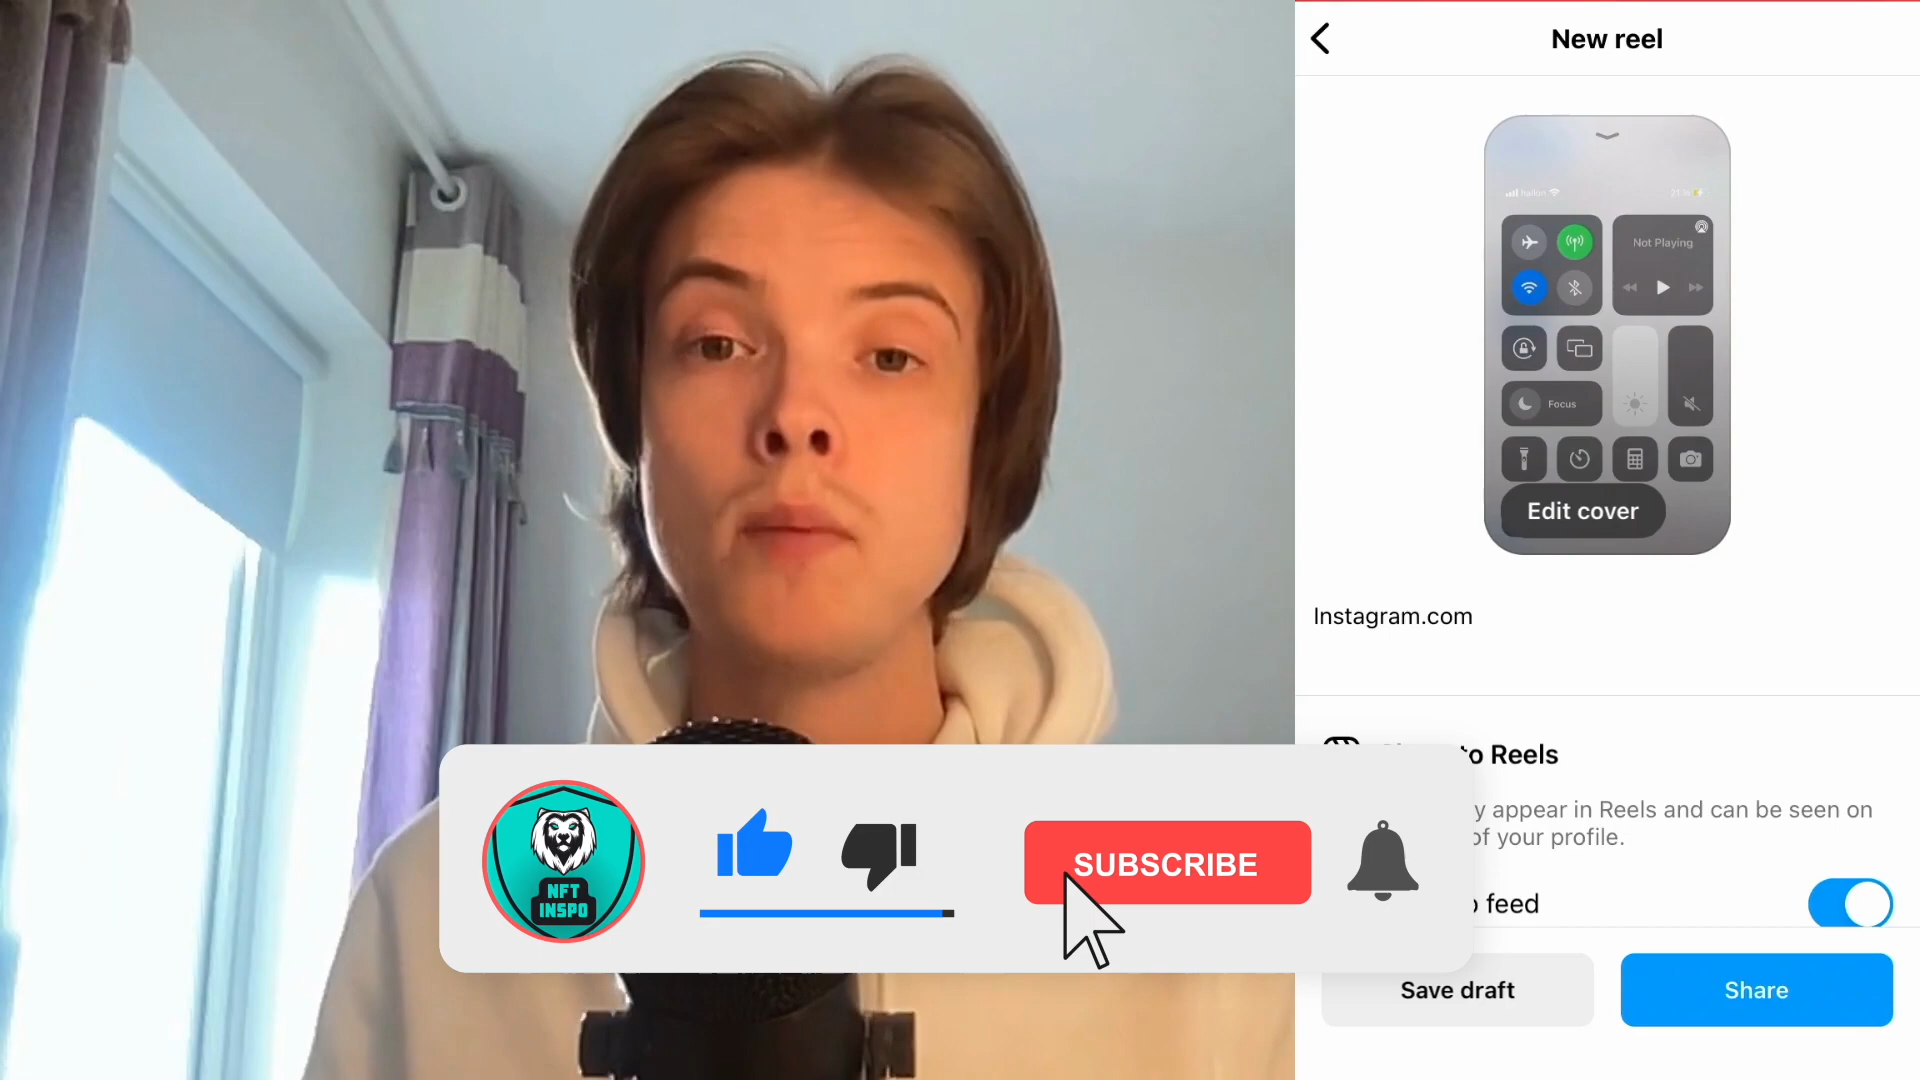 New reel
Not Playing
Focus
Edit cover
Instagram.com
to Reels
y appear in Reels and can be seen on
of your profile.
feed
NFT
INSPO
SUBSCRIBE
Save draft
Share